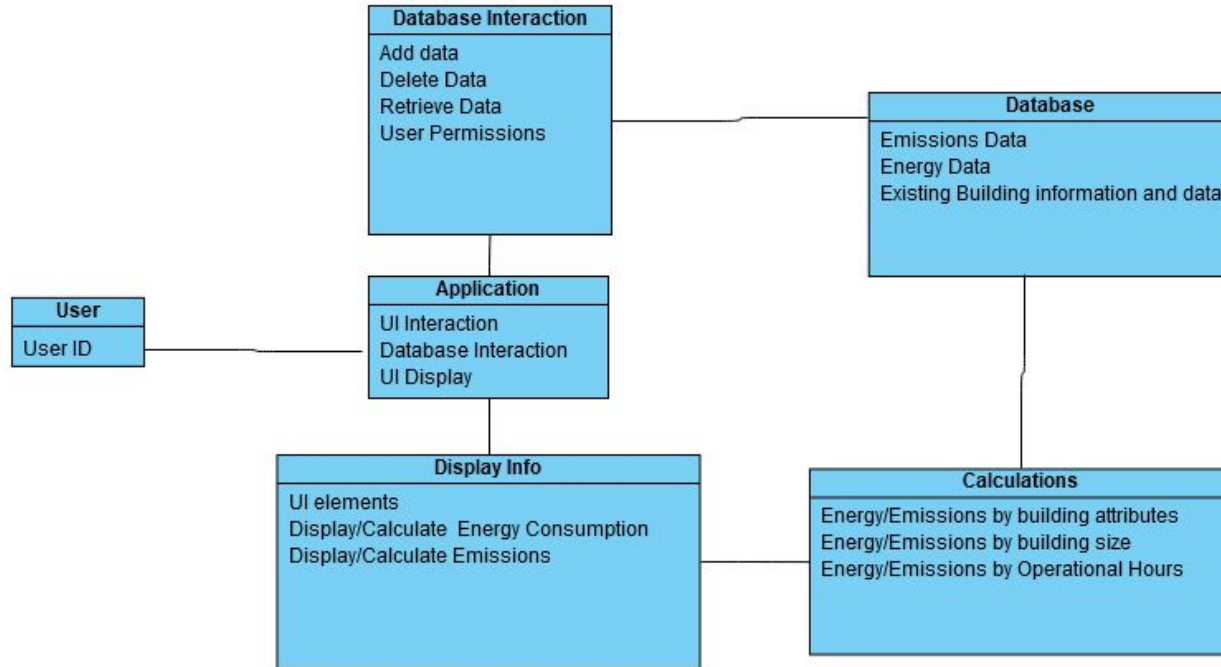 Database Interaction
Add data
Delete Data
Retrieve Data
User Permissions
Database
Emissions Data
Energy Data
Existing Building information and data
User
User ID
Application
UI Interaction
Database Interaction
UI Display
Display Info
UI elements
Display/Calculate  Energy Consumption
Display/Calculate Emissions
Calculations
Energy/Emissions by building attributes
Energy/Emissions by building size
Energy/Emissions by Operational Hours